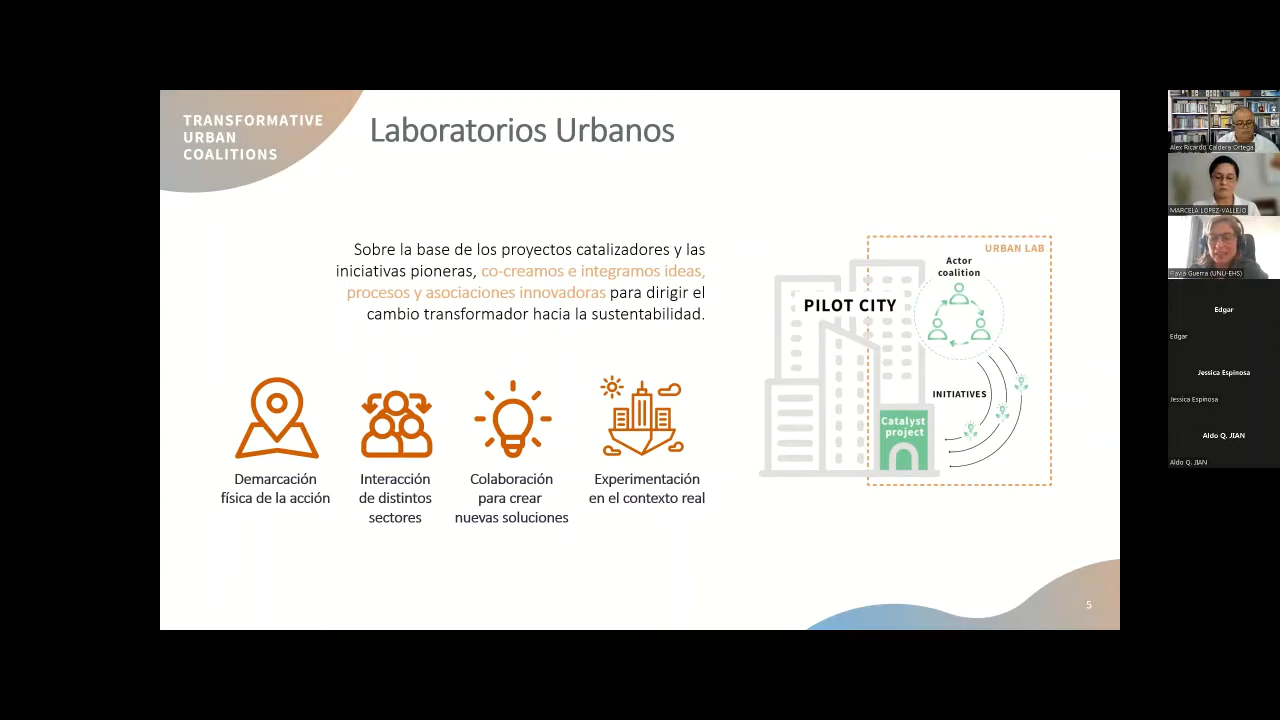 TRANSFORMATIVE
URBAN
COALITIONS
Laboratorios Urbanos
Sobre la base de los proyectos catalizadores y las
iniciativas pioneras, co-creamos e integramos ideas,
procesos y asociaciones innovadoras para dirigir el
cambio transformador hacia la sustentabilidad.
Demarcación
física de la acción
Interacción
de distintos
sectores
Colaboración
para crear
nuevas soluciones
Experimentación
en el contexto real
URBAN LAB
Actor
coalition
PILOT CITY
INITIATIVES
Catalyst
project
5
Alex Ricardo Caldera Ortega
MARCELA LOPEZ-VALLEJO
Flavia Guerra (UNU-EHS)
Edgar
Edgar
Jessica Espinosa
Jessica Espinosa
Aldo Q. JIAN
Aldo Q. JIAN